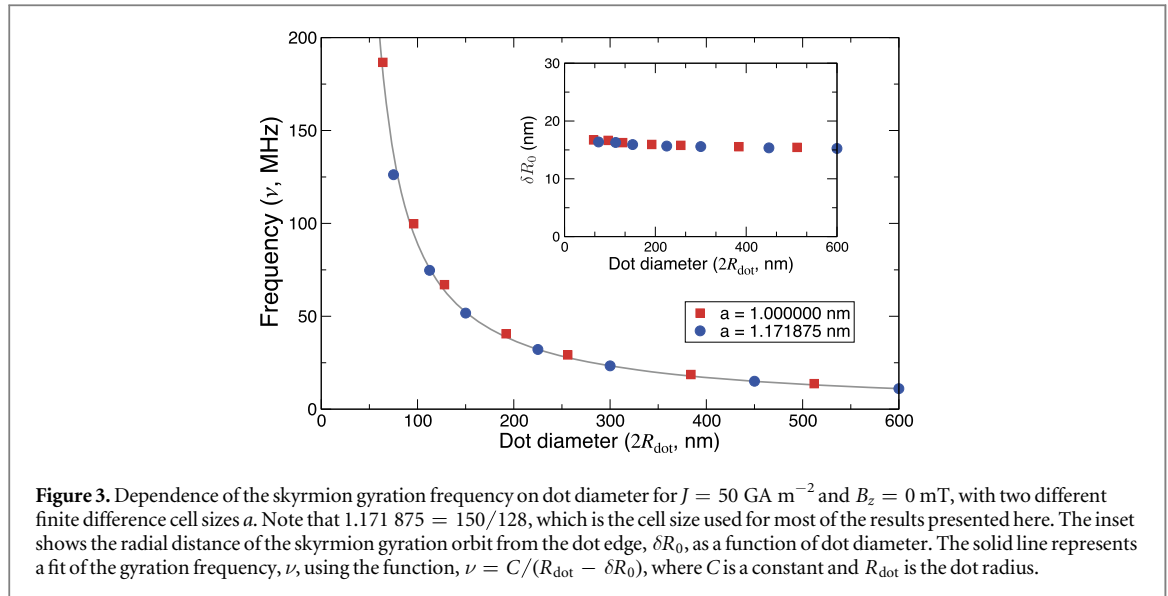 200
150
100
50
0
Frequency (ν, MHz)
0 100 200 300 400 500 600
Dot diameter (2R_dot, nm)
30
20
10
0
δR₀ (nm)
0 200 400 600
Dot diameter (2R_dot, nm)
a = 1.000000 nm
a = 1.171875 nm
Figure 3. Dependence of the skyrmion gyration frequency on dot diameter for J = 50 GA m⁻² and B_z = 0 mT, with two different
finite difference cell sizes a. Note that 1.171 875 = 150/128, which is the cell size used for most of the results presented here. The inset
shows the radial distance of the skyrmion gyration orbit from the dot edge, δR₀, as a function of dot diameter. The solid line represents
a fit of the gyration frequency, ν, using the function, ν = C/(R_dot − δR₀), where C is a constant and R_dot is the dot radius.